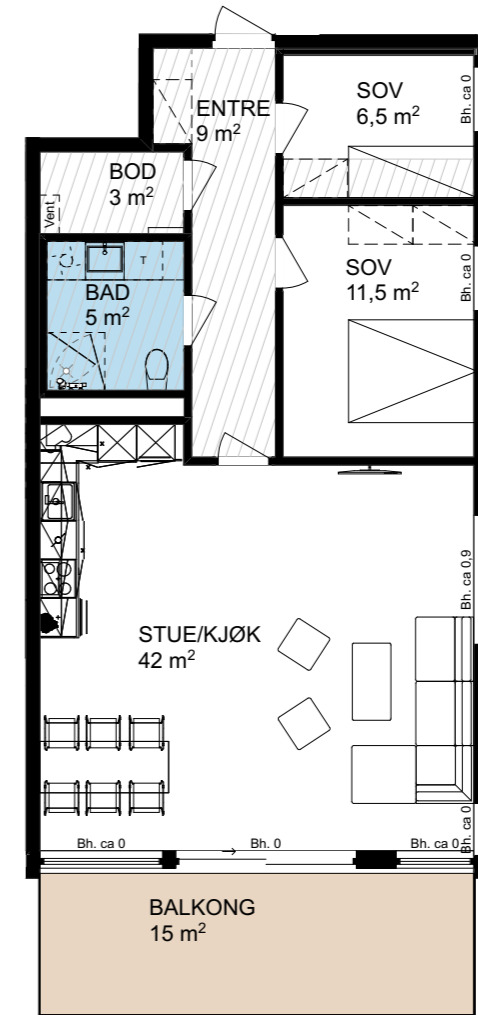 ENTRE
9 m²
SOV
6,5 m²
Bh. ca 0
BOD
3 m²
Vent
SOV
11,5 m²
Bh. ca 0
T
BAD
5 m²
Bh. ca 0,9
STUE/KJØK
42 m²
Bh. ca 0
Bh. ca 0
Bh. 0
Bh. ca 0
BALKONG
15 m²